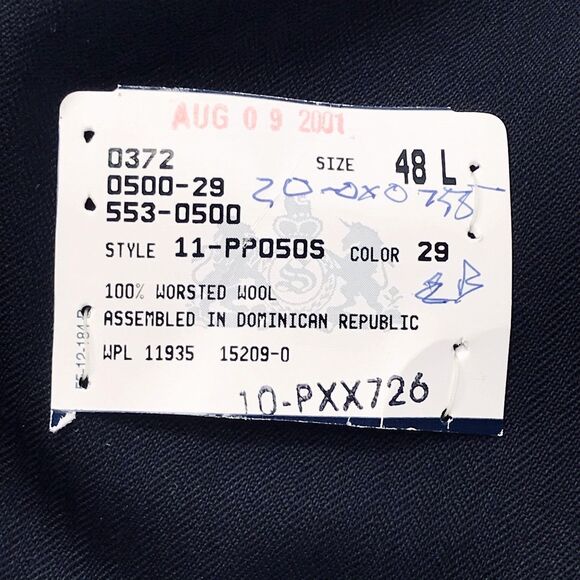 AUG 09 2001
0372 SIZE 48 L
0500-29
553-0500
STYLE 11-PP050S COLOR 29
100% WORSTED WOOL
ASSEMBLED IN DOMINICAN REPUBLIC
WPL 11935 15209-0
10-PXX726